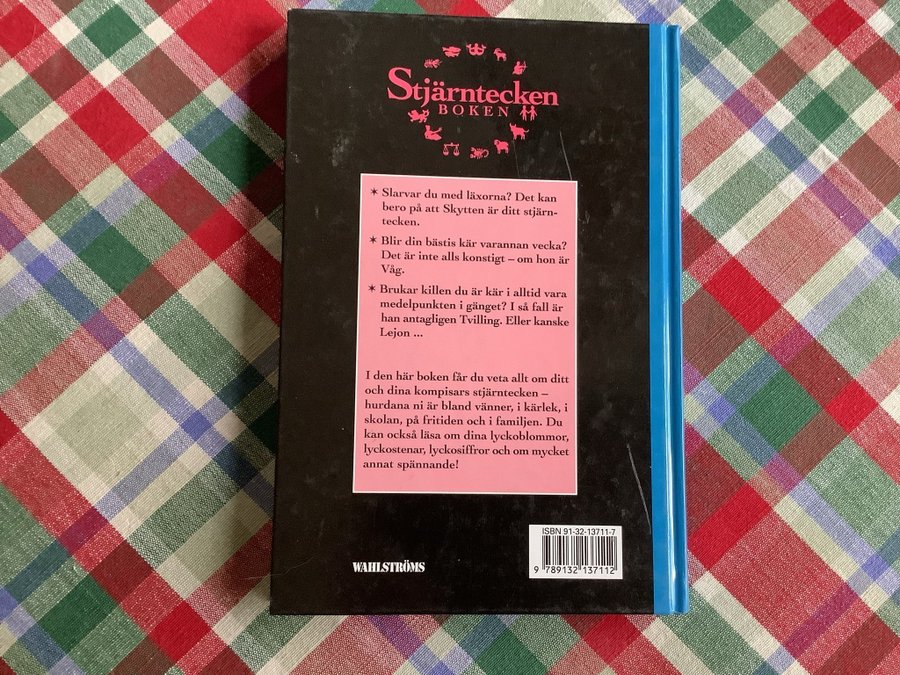 Stjärntecken
BOKEN
✶ Slarvar du med läxorna? Det kan
bero på att Skytten är ditt stjärn-
tecken.
✶ Blir din bästis kär varannan vecka?
Det är inte alls konstigt – om hon är
Våg.
✶ Brukar killen du är kär i alltid vara
medelpunkten i gänget? I så fall är
han antagligen Tvilling. Eller kanske
Lejon ...
I den här boken får du veta allt om ditt
och dina kompisars stjärntecken –
hurdana ni är bland vänner, i kärlek, i
skolan, på fritiden och i familjen. Du
kan också läsa om dina lyckoblommor,
lyckostenar, lyckosiffror och om mycket
annat spännande!
ISBN 91-32-13711-7
9 789132 137112
WAHLSTRÖMS